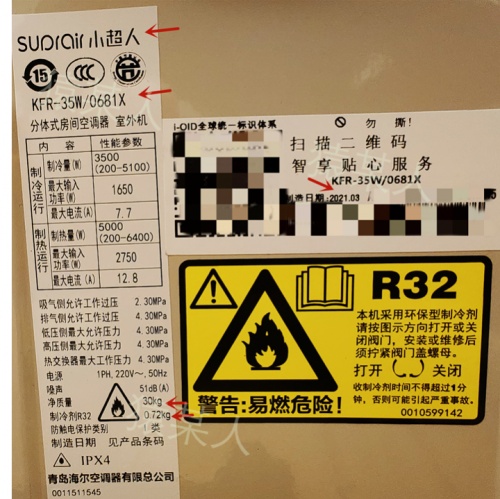 suprair 小超人
15
KFR-35W/0681X
分体式房间空调器 室外机
内 容 性能参数
制冷运行
制冷量(W) 3500 (200-5100)
最大输入功率(W) 1650
最大电流(A) 7.7
制热运行
制热量(W) 5000 (200-6400)
最大输入功率(W) 2750
最大电流(A) 12.8
吸气侧允许工作过压 2.30MPa
排气侧允许工作过压 4.30MPa
低压侧最大允许压力 4.30MPa
高压侧最大允许压力 4.30MPa
热交换器最大工作压力 4.30MPa
电源 1PH, 220V~, 50Hz
噪声 51dB(A)
净质量 30kg
制冷剂R32 0.72kg
防触电保护类别 I 类
制造日期 见产品条码
IPX4
青岛海尔空调器有限总公司
0011511545
i-OID全球统一标识体系
勿 撕!
扫描二维码
智享贴心服务
KFR-35W/0681X
制造日期:2021.03
R32
本机采用环保型制冷剂
请按图示方向打开或关
闭阀门,安装或维修后
须拧紧阀门盖螺母。
打开 关闭
收制冷剂时间不得超过1分
钟,否则可能引起严重事故。
警告:易燃危险! 0010599142